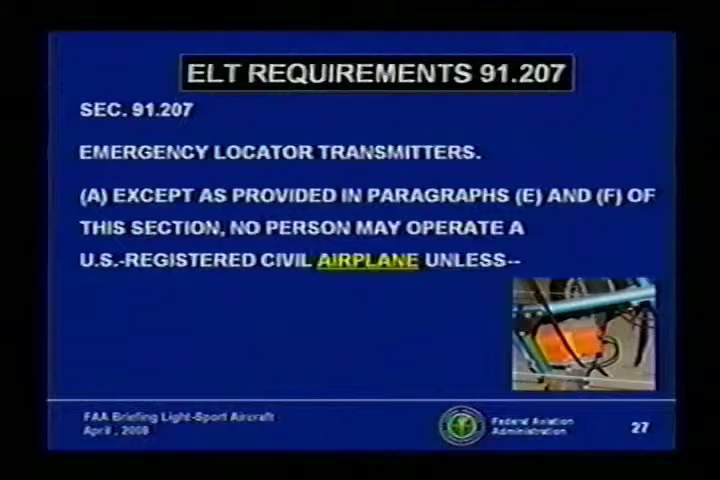 ELT REQUIREMENTS 91.207
SEC. 91.207
EMERGENCY LOCATOR TRANSMITTERS.
(A) EXCEPT AS PROVIDED IN PARAGRAPHS (E) AND (F) OF
THIS SECTION, NO PERSON MAY OPERATE A
U.S.-REGISTERED CIVIL AIRPLANE UNLESS--
FAA Briefing Light-Sport Aircraft
April , 2008
Federal Aviation
Administration
27